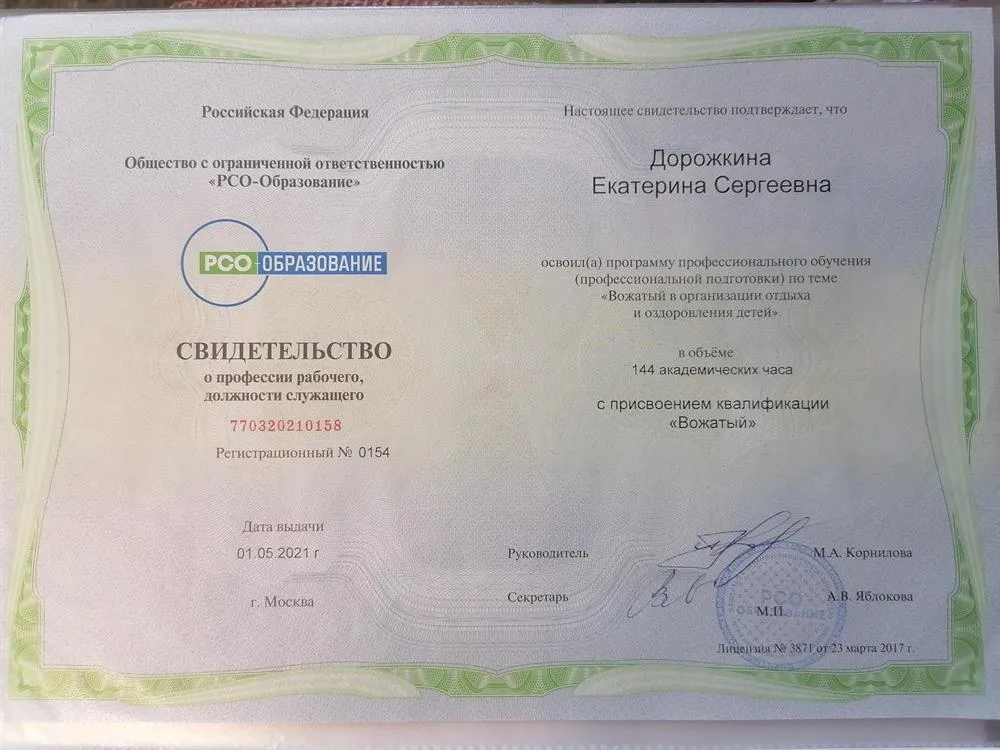 Российская Федерация
Общество с ограниченной ответственностью
«РСО-Образование»
РСО-ОБРАЗОВАНИЕ
СВИДЕТЕЛЬСТВО
о профессии рабочего,
должности служащего
770320210158
Регистрационный № 0154
Дата выдачи
01.05.2021 г
г. Москва
Настоящее свидетельство подтверждает, что
Дорожкина
Екатерина Сергеевна
освоил(а) программу профессионального обучения
(профессиональной подготовки) по теме
«Вожатый в организации отдыха
и оздоровления детей»
в объёме
144 академических часа
с присвоением квалификации
«Вожатый»
Руководитель
М.А. Корнилова
Секретарь
А.В. Яблокова
РСО
ОБРАЗОВАНИЕ
М.П.
Лицензия № 3871 от 23 марта 2017 г.